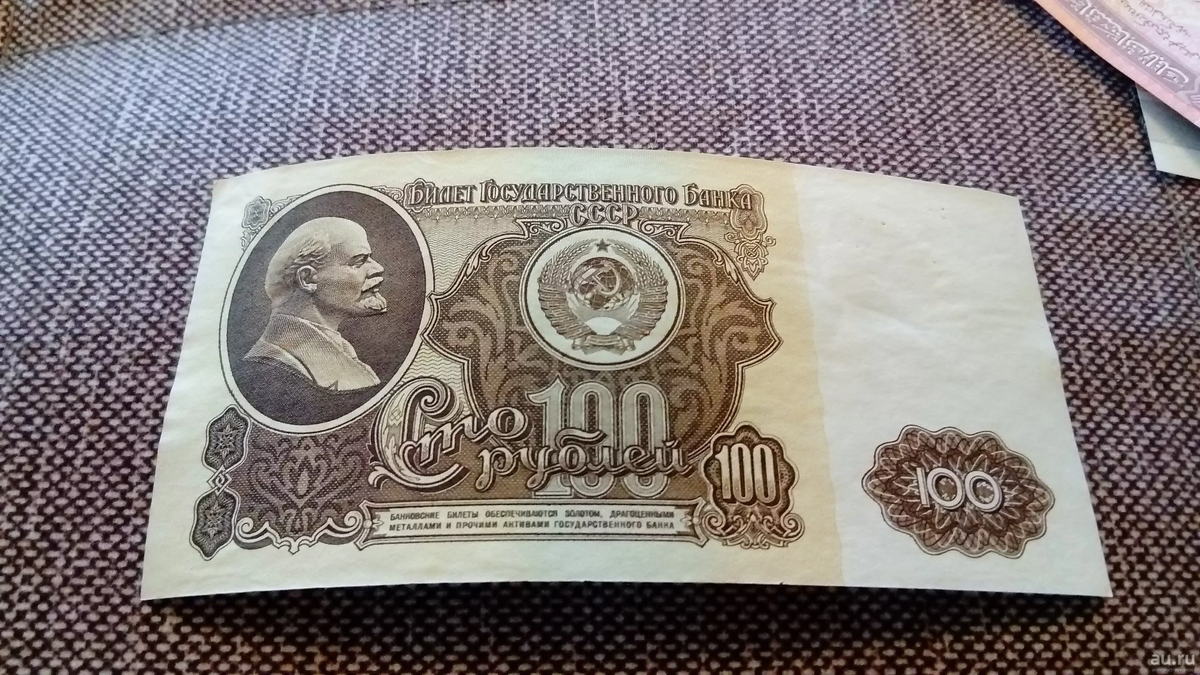 Билет Государственного Банка
СССР
100
Сто
рублей
100
100
БАНКОВСКИЕ БИЛЕТЫ ОБЕСПЕЧИВАЮТСЯ ЗОЛОТОМ, ДРАГОЦЕННЫМИ
МЕТАЛЛАМИ И ПРОЧИМИ АКТИВАМИ ГОСУДАРСТВЕННОГО БАНКА
au.ru